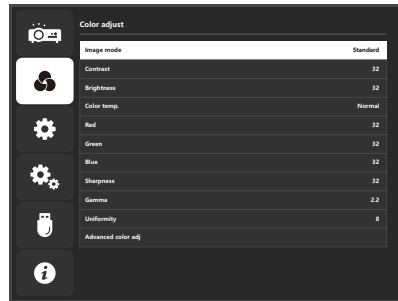 Color adjust
Image mode Standard
Contrast 32
Brightness 32
Color temp. Normal
Red 32
Green 32
Blue 32
Sharpness 32
Gamma 2.2
Uniformity 8
Advanced color adj
i